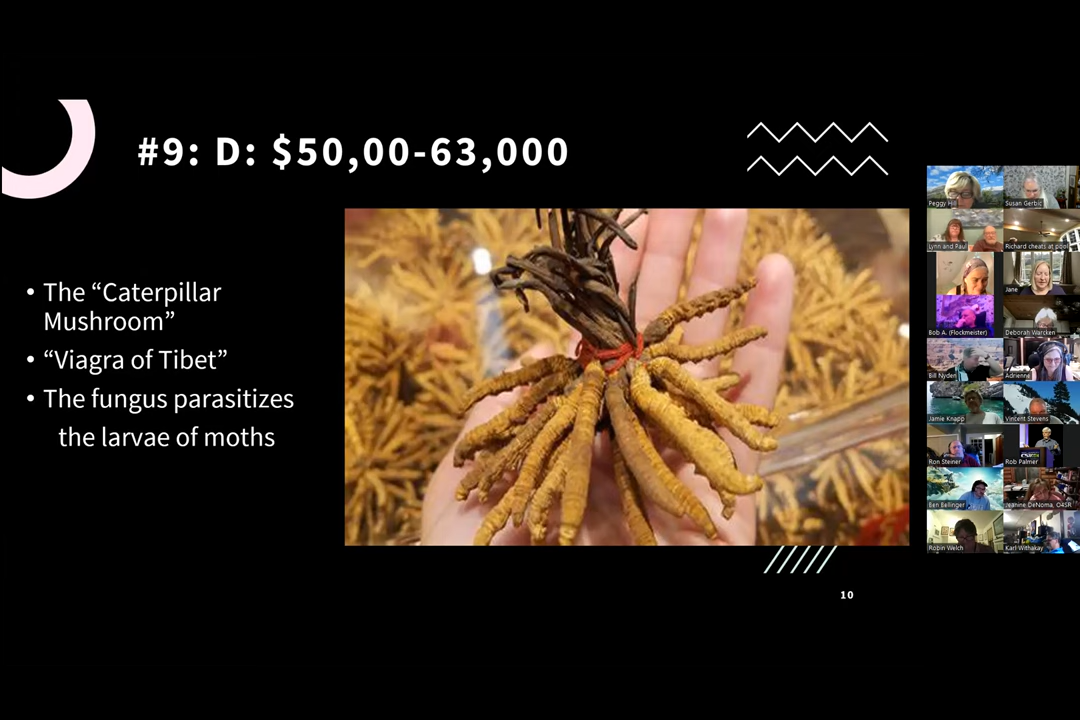 #9: D: $50,00-63,000
• The “Caterpillar
Mushroom”
• “Viagra of Tibet”
• The fungus parasitizes
the larvae of moths
10
Peggy Hill
Susan Gerbic
Lynn and Paul
Richard cheats at pool
Jane
Bob A. (Flockmeister)
Deborah Warcken
Bill Nyden
Adrienne
Jamie Knapp
Vincent Stevens
Ron Steiner
Rob Palmer
Ben Bellinger
Jeanine DeNoma, O4SR
Robin Welch
Karl Withakay